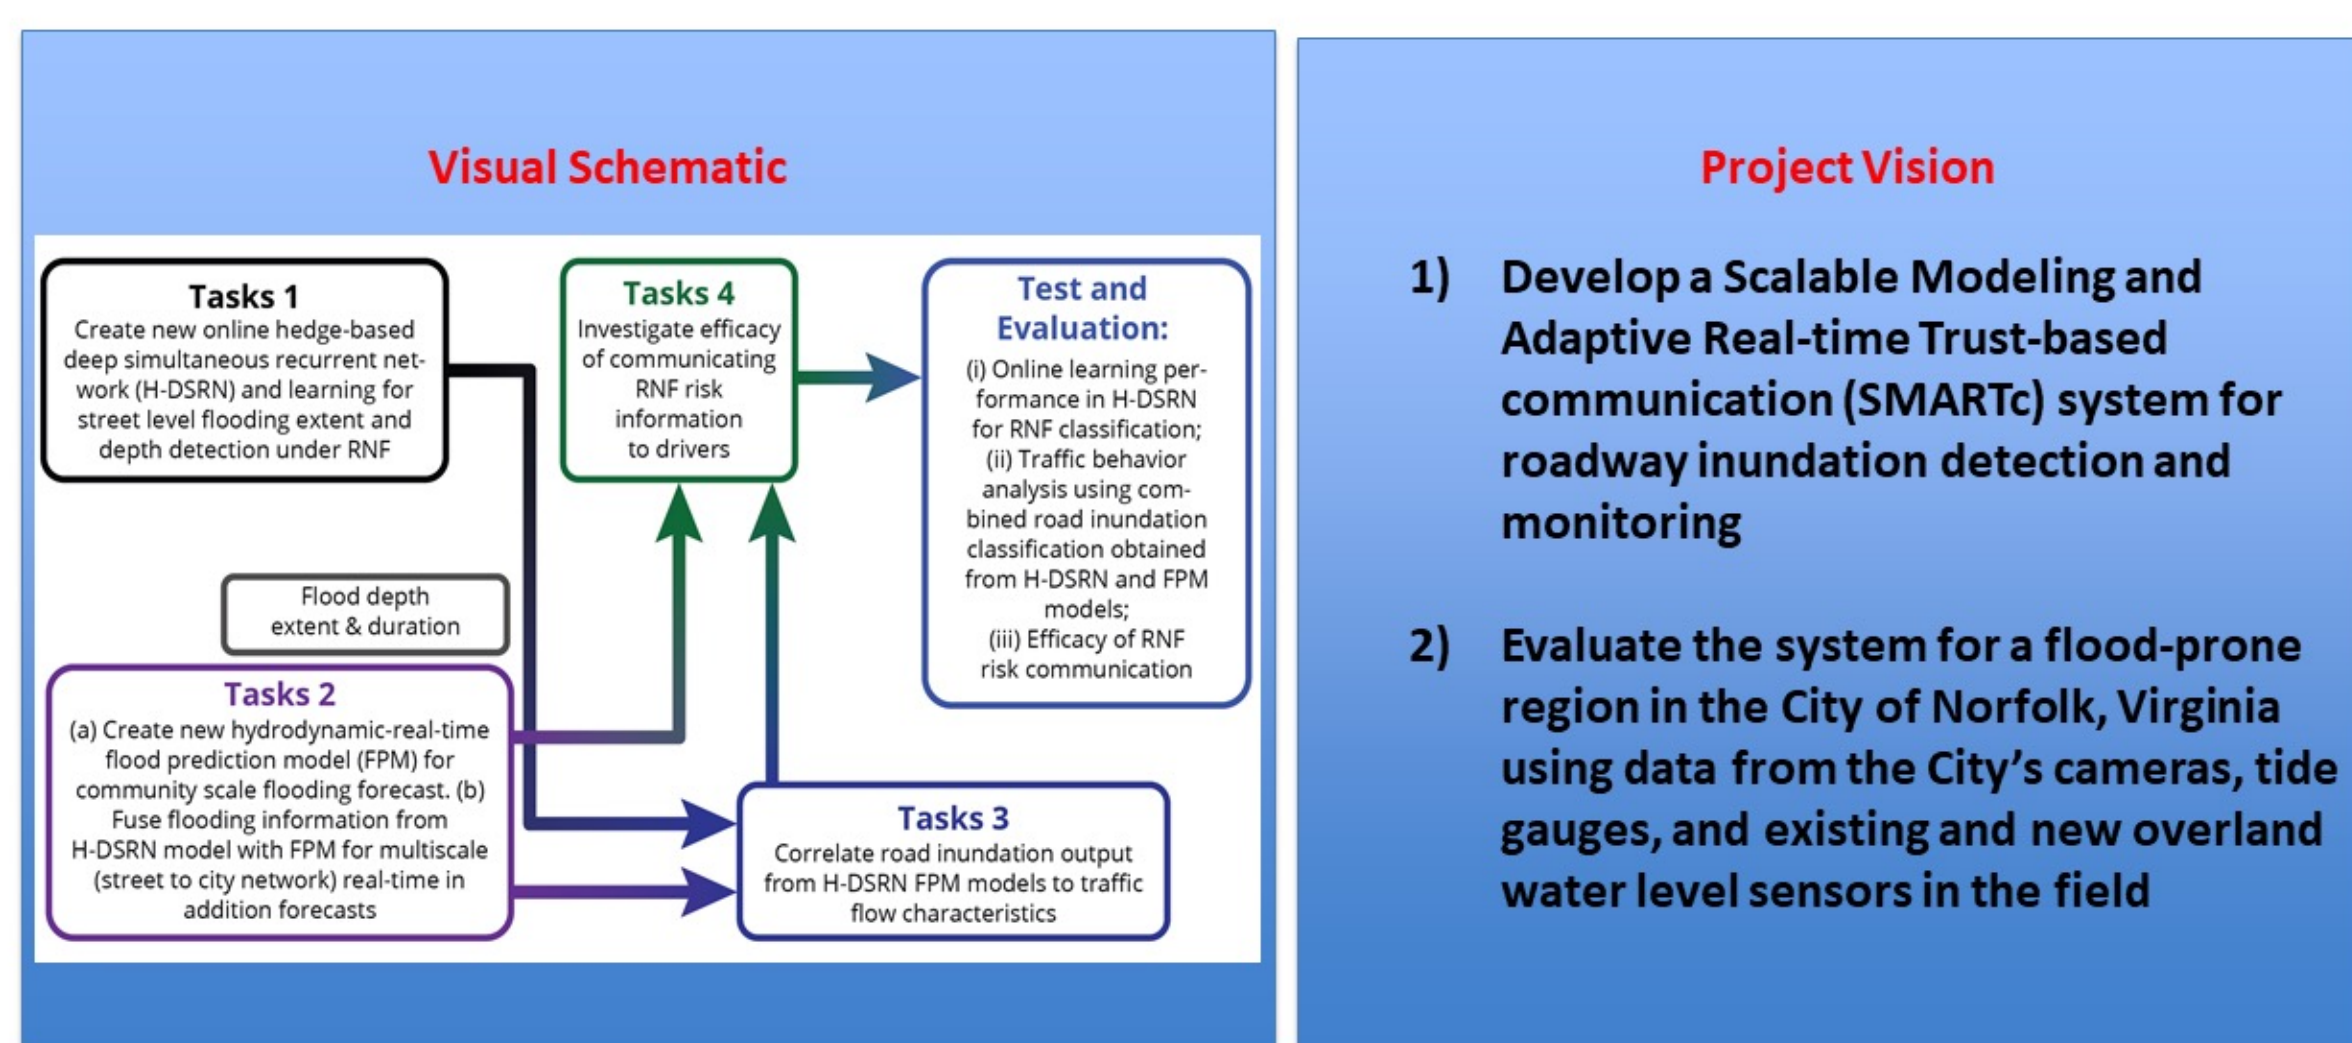 Visual Schematic
Tasks 1
Create new online hedge-based
deep simultaneous recurrent net-
work (H-DSRN) and learning for
street level flooding extent and
depth detection under RNF
Tasks 4
Investigate efficacy
of communicating
RNF risk
information
to drivers
Test and
Evaluation:
(i) Online learning per-
formance in H-DSRN
for RNF classification;
(ii) Traffic behavior
analysis using com-
bined road inundation
classification obtained
from H-DSRN and FPM
models;
(iii) Efficacy of RNF
risk communication
Flood depth
extent & duration
Tasks 2
(a) Create new hydrodynamic-real-time
flood prediction model (FPM) for
community scale flooding forecast. (b)
Fuse flooding information from
H-DSRN model with FPM for multiscale
(street to city network) real-time in
addition forecasts
Tasks 3
Correlate road inundation output
from H-DSRN FPM models to traffic
flow characteristics
Project Vision
1) Develop a Scalable Modeling and
Adaptive Real-time Trust-based
communication (SMARTc) system for
roadway inundation detection and
monitoring
2) Evaluate the system for a flood-prone
region in the City of Norfolk, Virginia
using data from the City’s cameras, tide
gauges, and existing and new overland
water level sensors in the field